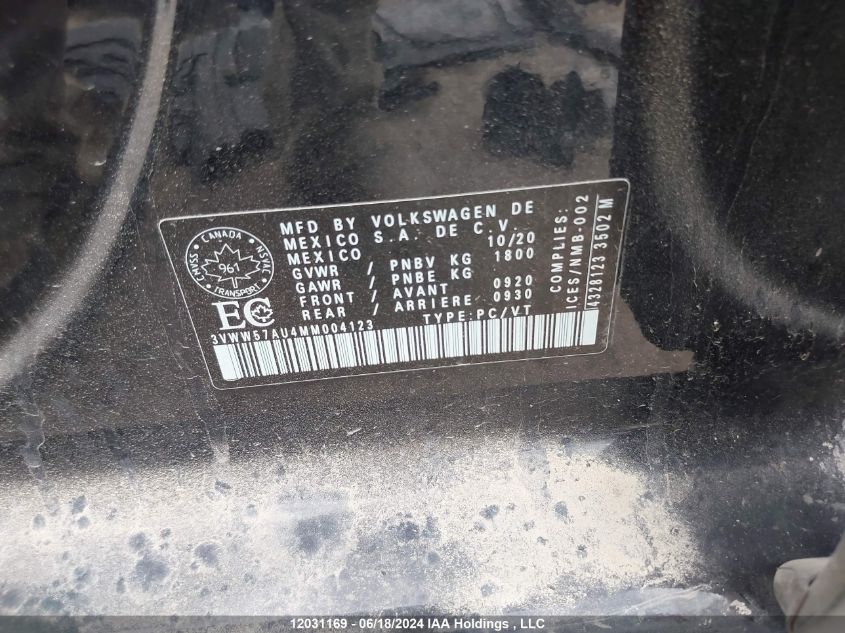 CANADA
CMVSS
NSVAC
961
TRANSPORT
EC
MFD BY VOLKSWAGEN DE
MEXICO S.A. DE C.V.
MEXICO 10/20
GVWR / PNBV KG 1800
GAWR / PNBE KG
FRONT / AVANT 0920
REAR / ARRIERE 0930
TYPE:PC/VT
3VWW57AU4MM004123
COMPLIES:
ICES/NMB-002
4328123 3502 M
12031169 - 06/18/2024 IAA Holdings , LLC